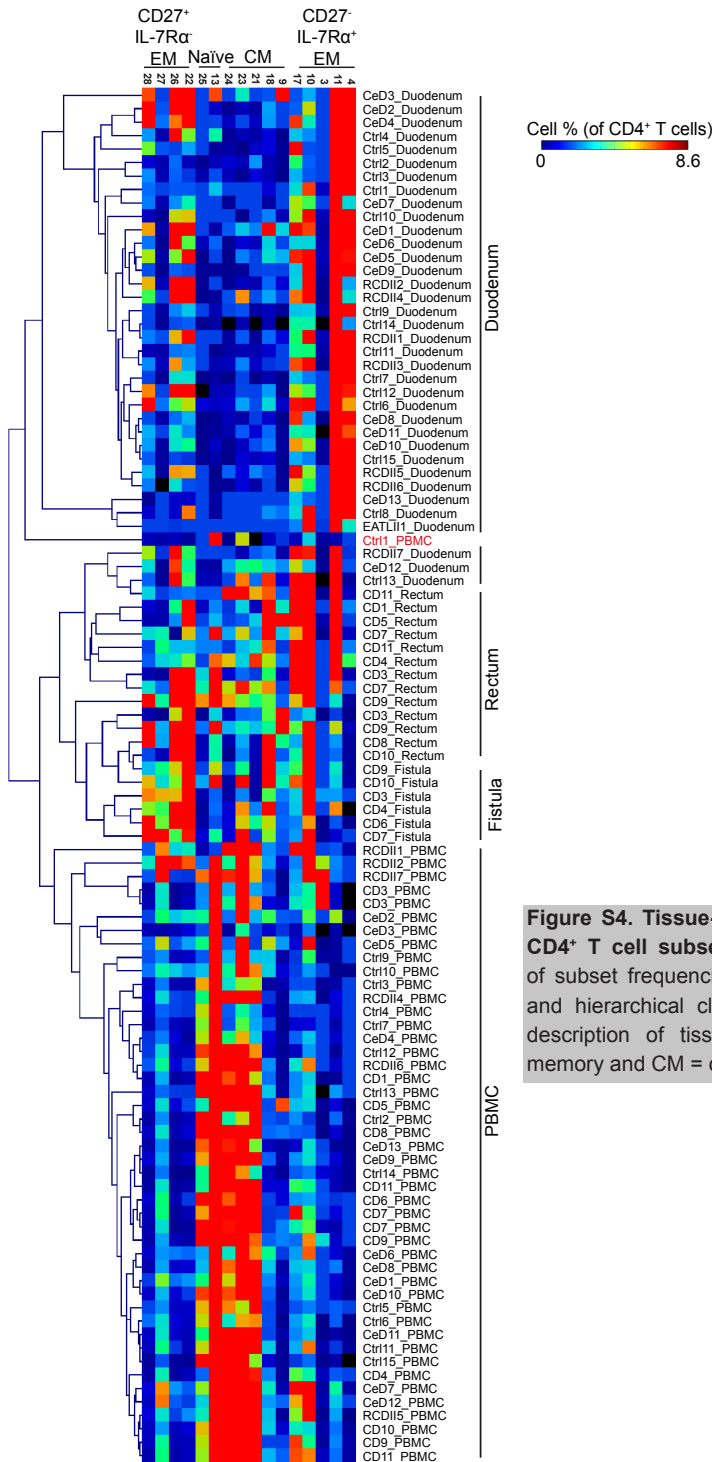 CD27+
IL-7Rα-
EM
Naïve
CM
CD27-
IL-7Rα+
EM
28 27 26 22 25 13 24 23 21 18 9 17 10 3 11 4
Cell % (of CD4+ T cells)
0 8.6
CeD3_Duodenum
CeD2_Duodenum
CeD4_Duodenum
Ctrl4_Duodenum
Ctrl5_Duodenum
Ctrl2_Duodenum
Ctrl3_Duodenum
Ctrl1_Duodenum
CeD7_Duodenum
Ctrl10_Duodenum
CeD1_Duodenum
CeD6_Duodenum
CeD5_Duodenum
CeD9_Duodenum
RCDII2_Duodenum
RCDII4_Duodenum
Ctrl9_Duodenum
Ctrl14_Duodenum
RCDII1_Duodenum
Ctrl11_Duodenum
RCDII3_Duodenum
Ctrl7_Duodenum
Ctrl12_Duodenum
Ctrl6_Duodenum
CeD8_Duodenum
CeD11_Duodenum
CeD10_Duodenum
Ctrl15_Duodenum
RCDII5_Duodenum
RCDII6_Duodenum
CeD13_Duodenum
Ctrl8_Duodenum
EATLII1_Duodenum
Ctrl1_PBMC
RCDII7_Duodenum
CeD12_Duodenum
Ctrl13_Duodenum
CD11_Rectum
CD1_Rectum
CD5_Rectum
CD7_Rectum
CD11_Rectum
CD4_Rectum
CD3_Rectum
CD7_Rectum
CD9_Rectum
CD3_Rectum
CD9_Rectum
CD8_Rectum
CD10_Rectum
CD9_Fistula
CD10_Fistula
CD3_Fistula
CD4_Fistula
CD6_Fistula
CD7_Fistula
RCDII1_PBMC
RCDII2_PBMC
RCDII7_PBMC
CD3_PBMC
CD3_PBMC
CeD2_PBMC
CeD3_PBMC
CeD5_PBMC
Ctrl9_PBMC
Ctrl10_PBMC
Ctrl3_PBMC
RCDII4_PBMC
Ctrl4_PBMC
Ctrl7_PBMC
CeD4_PBMC
Ctrl12_PBMC
RCDII6_PBMC
CD1_PBMC
Ctrl13_PBMC
CD5_PBMC
Ctrl2_PBMC
CD8_PBMC
CeD13_PBMC
CeD9_PBMC
Ctrl14_PBMC
CD11_PBMC
CD6_PBMC
CD7_PBMC
CD7_PBMC
CD9_PBMC
CeD6_PBMC
CeD8_PBMC
CeD1_PBMC
CeD10_PBMC
Ctrl5_PBMC
Ctrl6_PBMC
CeD11_PBMC
Ctrl11_PBMC
Ctrl15_PBMC
CD4_PBMC
CeD7_PBMC
CeD12_PBMC
RCDII5_PBMC
CD10_PBMC
CD9_PBMC
CD11_PBMC
Duodenum
Rectum
Fistula
PBMC
Figure S4. Tissue-
CD4+ T cell subse
of subset frequenc
and hierarchical cl
description of tiss
memory and CM = c